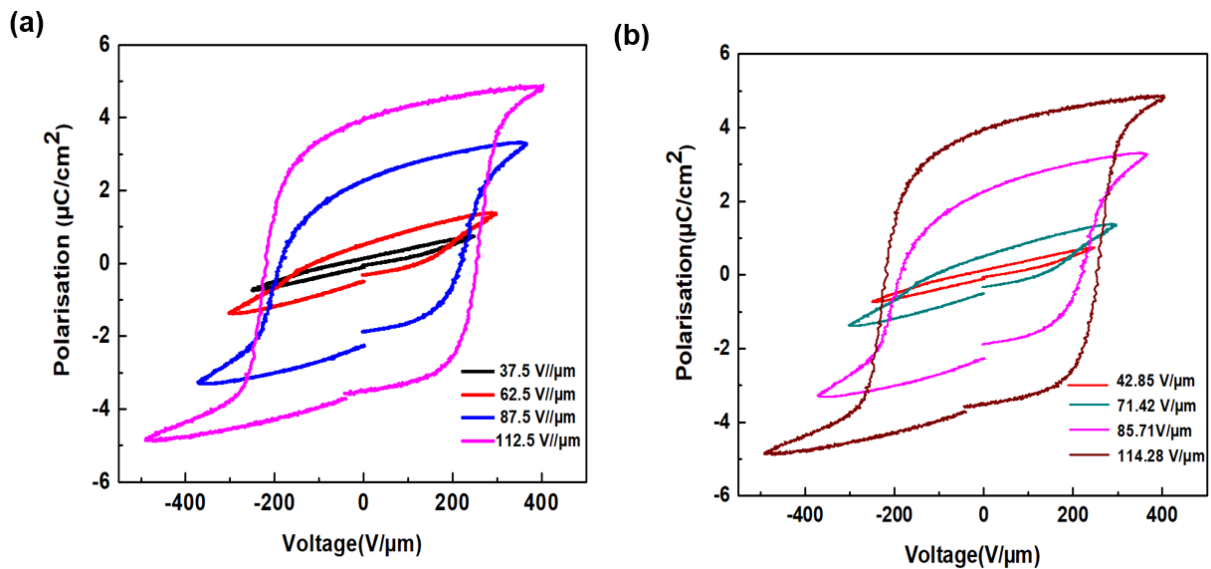 (a)
6
4
2
0
-2
-4
-6
-400
-200
0
200
400
Polarisation (µC/cm2)
Voltage(V/µm)
37.5 V//µm
62.5 V//µm
87.5 V//µm
112.5 V//µm
(b)
6
4
2
0
-2
-4
-6
-400
-200
0
200
400
Polarisation(µC/cm2)
Voltage(V/µm)
42.85 V/µm
71.42 V/µm
85.71V/µm
114.28 V/µm